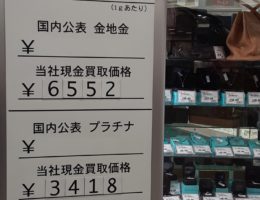 (1gあたり)
国内公表 金地金
¥
当社現金買取価格
¥ 6552
国内公表 プラチナ
¥
当社現金買取価格
¥ 3418